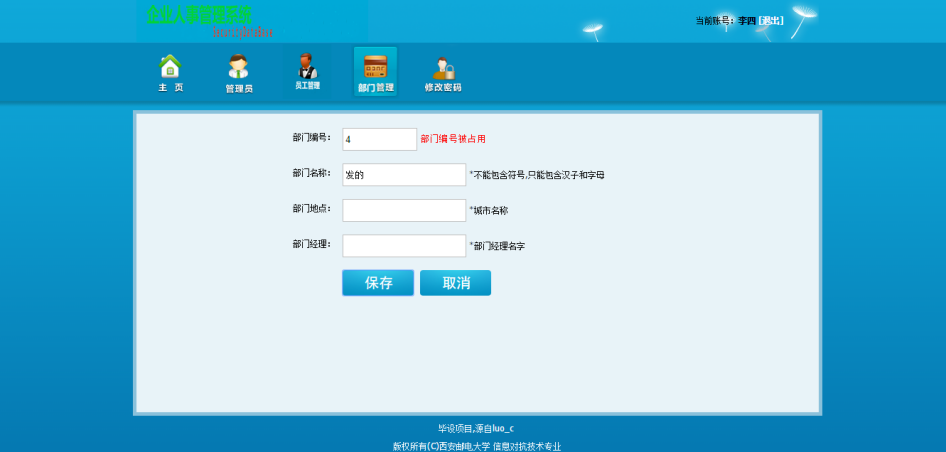 企业人事管理系统
当前账号：李四 [退出]
主 页
管理员
员工管理
部门管理
修改密码
部门编号： 4 部门编号被占用
部门名称： 发的 *不能包含符号,只能包含汉子和字母
部门地点： *城市名称
部门经理： *部门经理名字
保存 取消
毕设项目,源自luo_c
版权所有(C)西安邮电大学 信息对抗技术专业